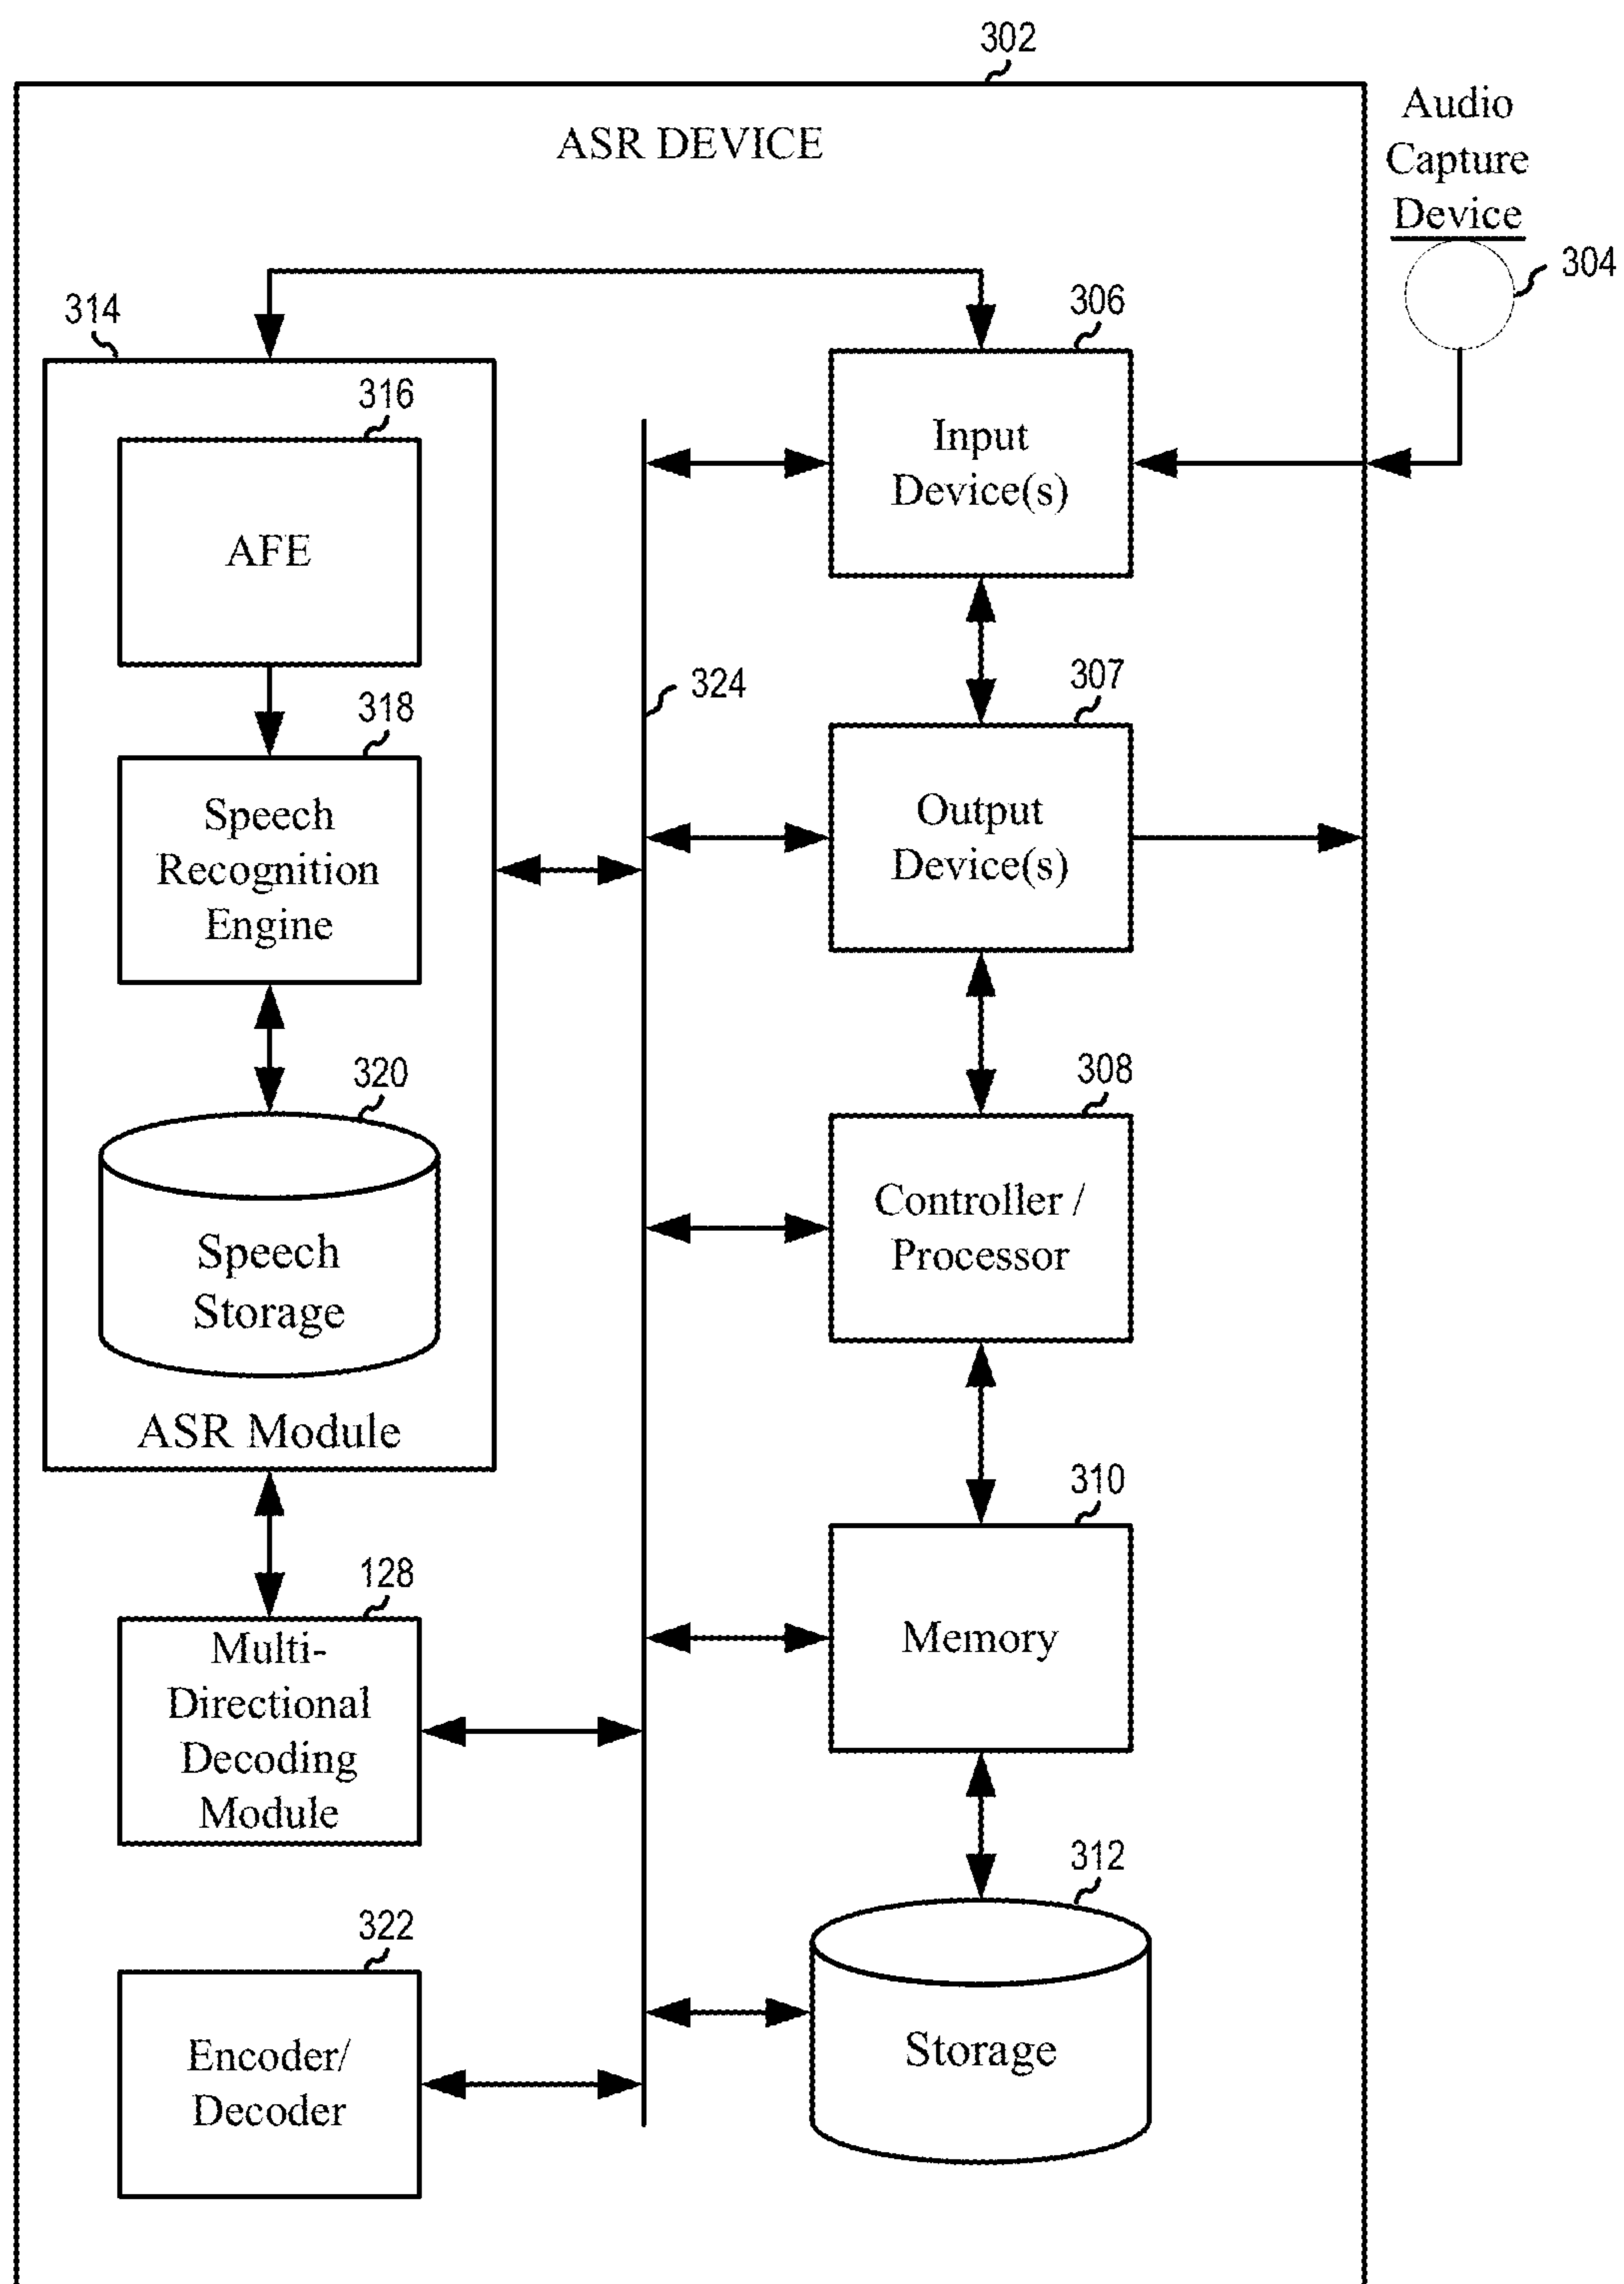 302
ASR DEVICE
Audio
Capture
Device
304
314
306
316
Input
Device(s)
AFE
324
307
318
Speech
Recognition
Engine
Output
Device(s)
320
308
Speech
Storage
Controller /
Processor
ASR Module
310
128
Multi-
Directional
Decoding
Module
Memory
312
322
Encoder/
Decoder
Storage